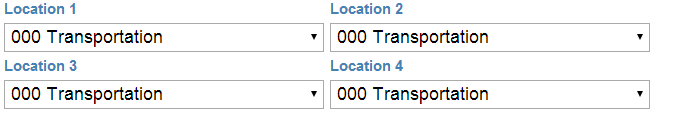 Location 1 Location 2
000 Transportation 000 Transportation
Location 3 Location 4
000 Transportation 000 Transportation